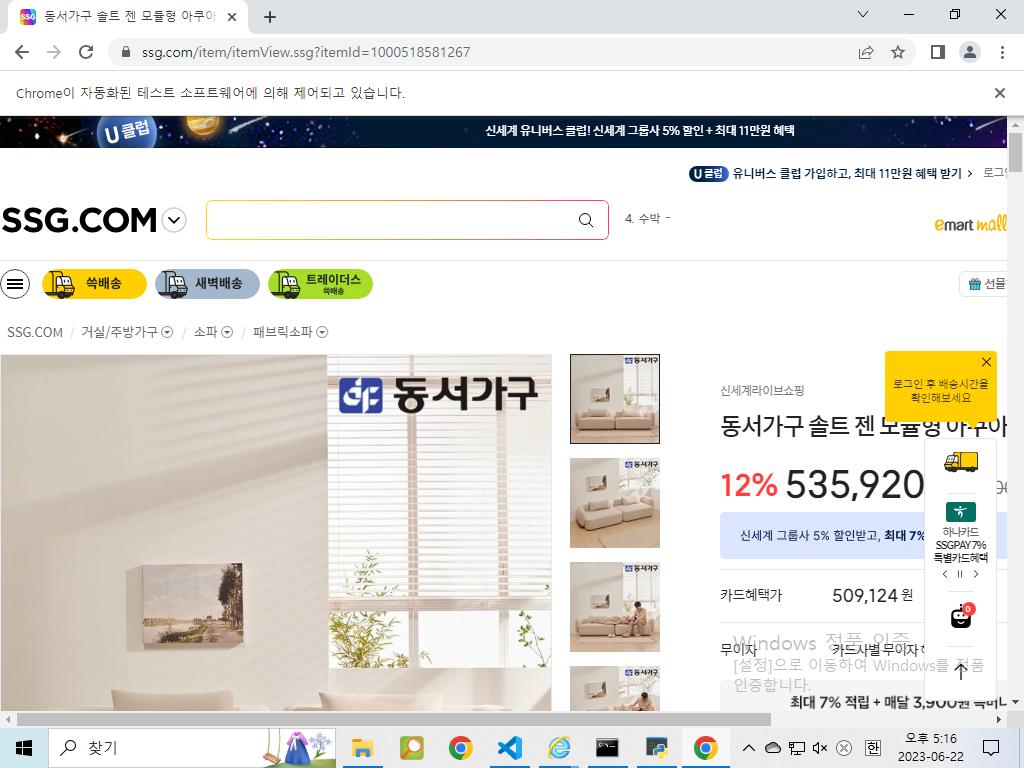 동서가구 솔트 젠 모듈형 아쿠아
ssg.com/item/itemView.ssg?itemId=1000518581267
Chrome이 자동화된 테스트 소프트웨어에 의해 제어되고 있습니다.
U클럽 신세계 유니버스 클럽! 신세계 그룹사 5% 할인 + 최대 11만원 혜택
U클럽 유니버스 클럽 가입하고, 최대 11만원 혜택 받기 > 로그인
SSG.COM 4. 수박 - emart mall
쓱배송 새벽배송 트레이더스 쓱배송 선물
SSG.COM / 거실/주방가구 / 소파 / 패브릭소파
동서가구
신세계라이브쇼핑
로그인 후 배송시간을
확인해보세요
동서가구 솔트 젠 모듈형 아쿠아
12% 535,920
신세계 그룹사 5% 할인받고, 최대 7%
하나카드
SSGPAY 7%
특별카드혜택
카드혜택가 509,124 원
0
무이자 카드사별 무이자
Windows 정품 인증
[설정]으로 이동하여 Windows를 정품
인증합니다.
최대 7% 적립 + 매달 3,900원 쓱머니
찾기
한
오후 5:16
2023-06-22